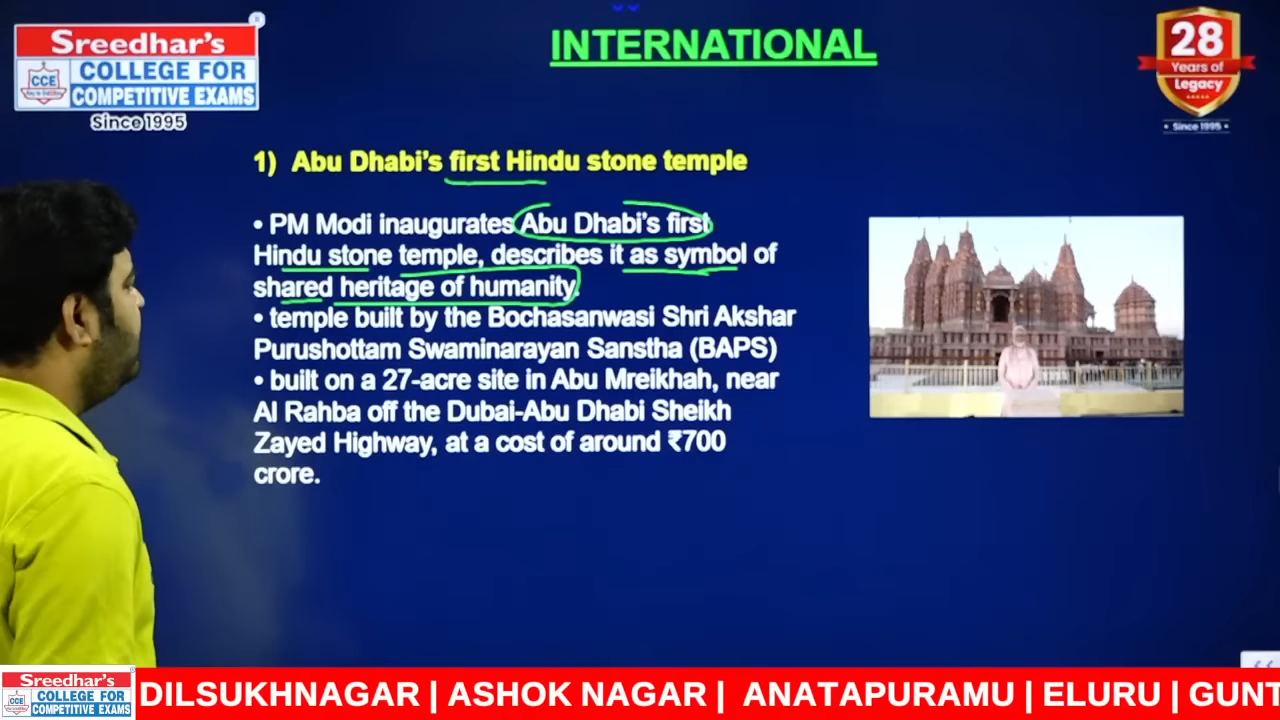 Sreedhar's
CCE
COLLEGE FOR
COMPETITIVE EXAMS
Since 1995
INTERNATIONAL
28
Years of
Legacy
• Since 1995 •
1) Abu Dhabi's first Hindu stone temple
• PM Modi inaugurates Abu Dhabi's first
Hindu stone temple, describes it as symbol of
shared heritage of humanity.
• temple built by the Bochasanwasi Shri Akshar
Purushottam Swaminarayan Sanstha (BAPS)
• built on a 27-acre site in Abu Mreikhah, near
Al Rahba off the Dubai-Abu Dhabi Sheikh
Zayed Highway, at a cost of around ₹700
crore.
Sreedhar's
CCE
COLLEGE FOR
COMPETITIVE EXAMS
DILSUKHNAGAR | ASHOK NAGAR | ANATAPURAMU | ELURU | GUNT